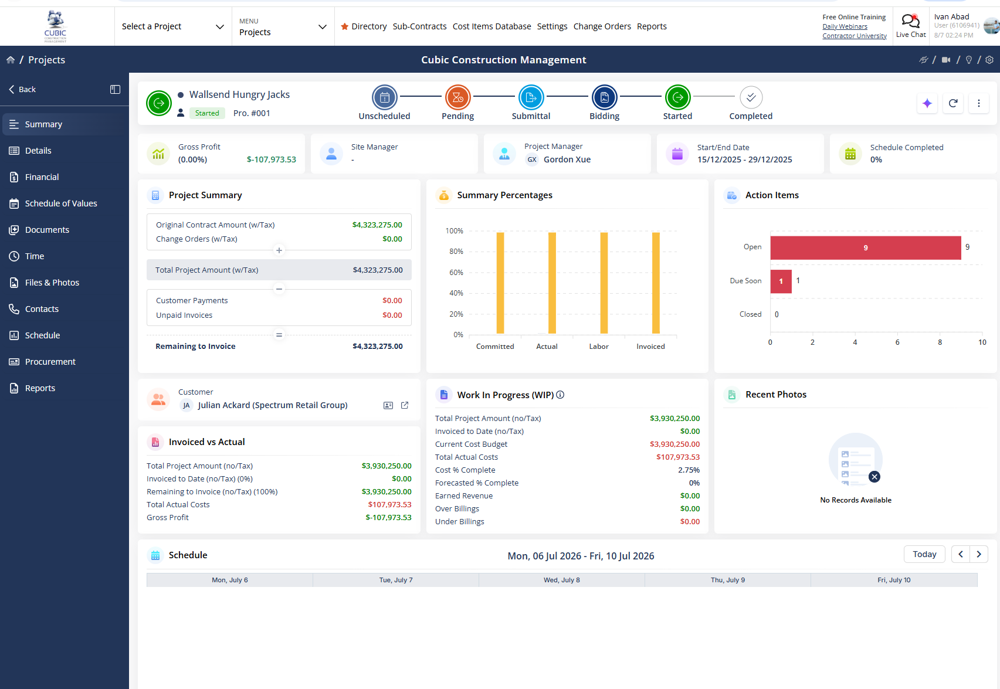 CUBIC
CONSTRUCTION
MANAGEMENT
Select a Project
MENU
Projects
Directory
Sub-Contracts
Cost Items Database
Settings
Change Orders
Reports
Free Online Training
Daily Webinars
Contractor University
Live Chat
Ivan Abad
User (6106941)
8/7 02:24 PM
/ Projects
Cubic Construction Management
/ / /
Back
Summary
Details
Financial
Schedule of Values
Documents
Time
Files & Photos
Contacts
Schedule
Procurement
Reports
Wallsend Hungry Jacks
Started
Pro. #001
Unscheduled
Pending
Submittal
Bidding
Started
Completed
Gross Profit
(0.00%)
$-107,973.53
Site Manager
-
Project Manager
GX Gordon Xue
Start/End Date
15/12/2025 - 29/12/2025
Schedule Completed
0%
Project Summary
Original Contract Amount (w/Tax) $4,323,275.00
Change Orders (w/Tax) $0.00
+
Total Project Amount (w/Tax) $4,323,275.00
−
Customer Payments $0.00
Unpaid Invoices $0.00
=
Remaining to Invoice $4,323,275.00
Summary Percentages
100%
80%
60%
40%
20%
0%
Committed Actual Labor Invoiced
Action Items
Open 9 9
Due Soon 1 1
Closed 0
0 2 4 6 8 10
Customer
JA Julian Ackard (Spectrum Retail Group)
Invoiced vs Actual
Total Project Amount (no/Tax) $3,930,250.00
Invoiced to Date (no/Tax) (0%) $0.00
Remaining to Invoice (no/Tax) (100%) $3,930,250.00
Total Actual Costs $107,973.53
Gross Profit $-107,973.53
Work In Progress (WIP)
Total Project Amount (no/Tax) $3,930,250.00
Invoiced to Date (no/Tax) $0.00
Current Cost Budget $3,930,250.00
Total Actual Costs $107,973.53
Cost % Complete 2.75%
Forecasted % Complete 0%
Earned Revenue $0.00
Over Billings $0.00
Under Billings $0.00
Recent Photos
No Records Available
Schedule
Mon, 06 Jul 2026 - Fri, 10 Jul 2026
Today
Mon, July 6
Tue, July 7
Wed, July 8
Thu, July 9
Fri, July 10